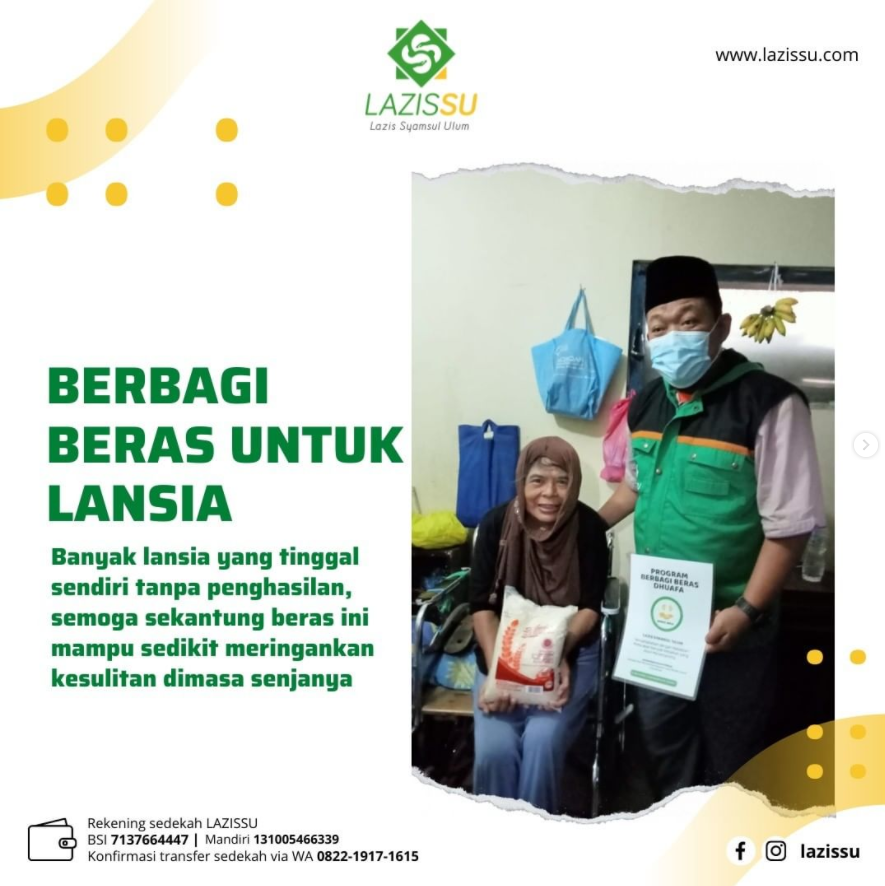 LAZISSU
Lazis Syamsul Ulum
www.lazissu.com
BERBAGI
BERAS UNTUK
LANSIA
Banyak lansia yang tinggal
sendiri tanpa penghasilan,
semoga sekantung beras ini
mampu sedikit meringankan
kesulitan dimasa senjanya
PROGRAM
BERBAGI BERAS
DHUAFA
Rekening sedekah LAZISSU
BSI 7137664447 | Mandiri 131005466339
Konfirmasi transfer sedekah via WA 0822-1917-1615
lazissu